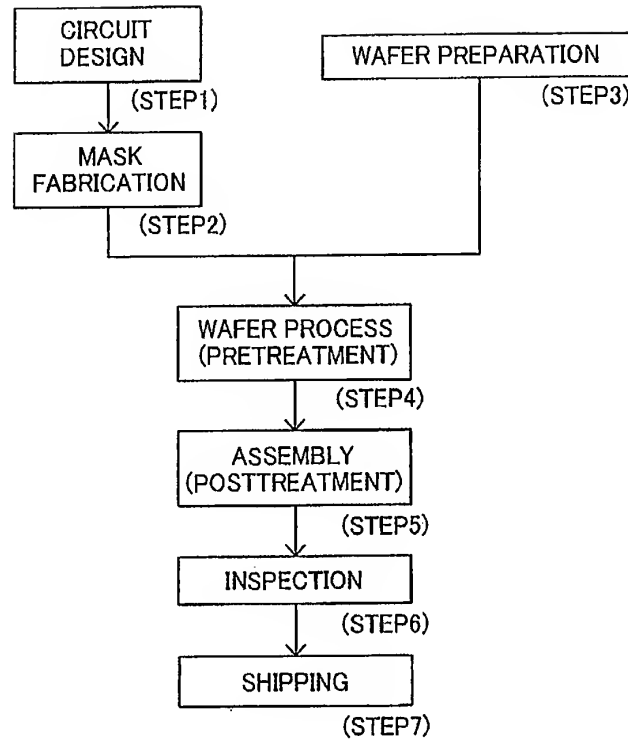 CIRCUIT
DESIGN
(STEP1)
WAFER PREPARATION
(STEP3)
MASK
FABRICATION
(STEP2)
WAFER PROCESS
(PRETREATMENT)
(STEP4)
ASSEMBLY
(POSTTREATMENT)
(STEP5)
INSPECTION
(STEP6)
SHIPPING
(STEP7)